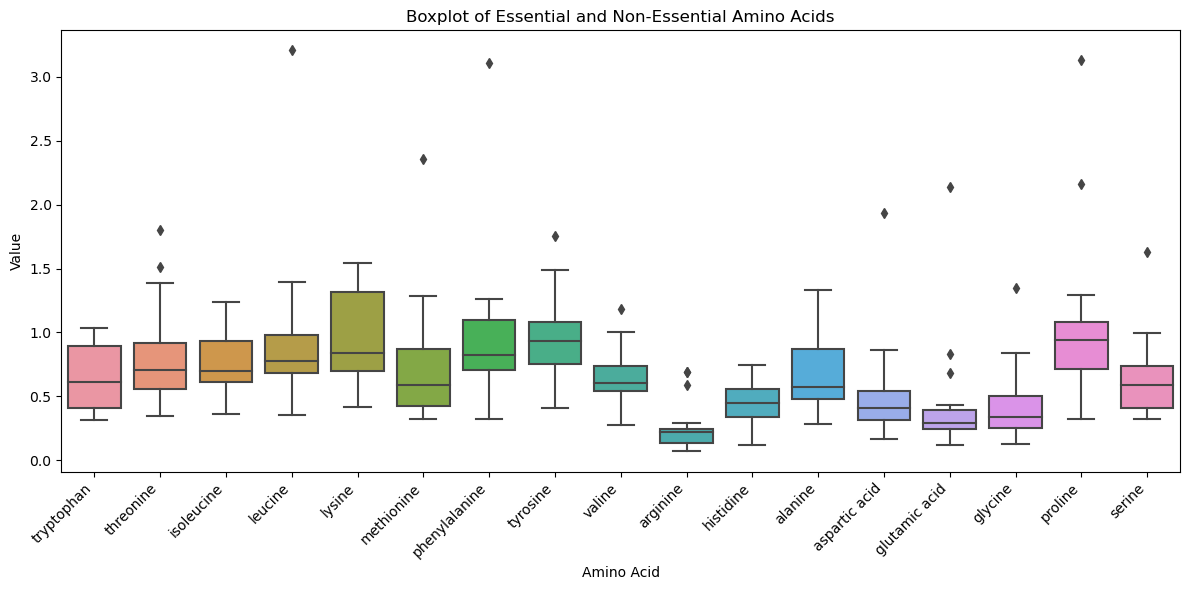 Boxplot of Essential and Non-Essential Amino Acids
Value
3.0
2.5
2.0
1.5
1.0
0.5
0.0
tryptophan
threonine
isoleucine
leucine
lysine
methionine
phenylalanine
tyrosine
valine
arginine
histidine
alanine
aspartic acid
glutamic acid
glycine
proline
serine
Amino Acid